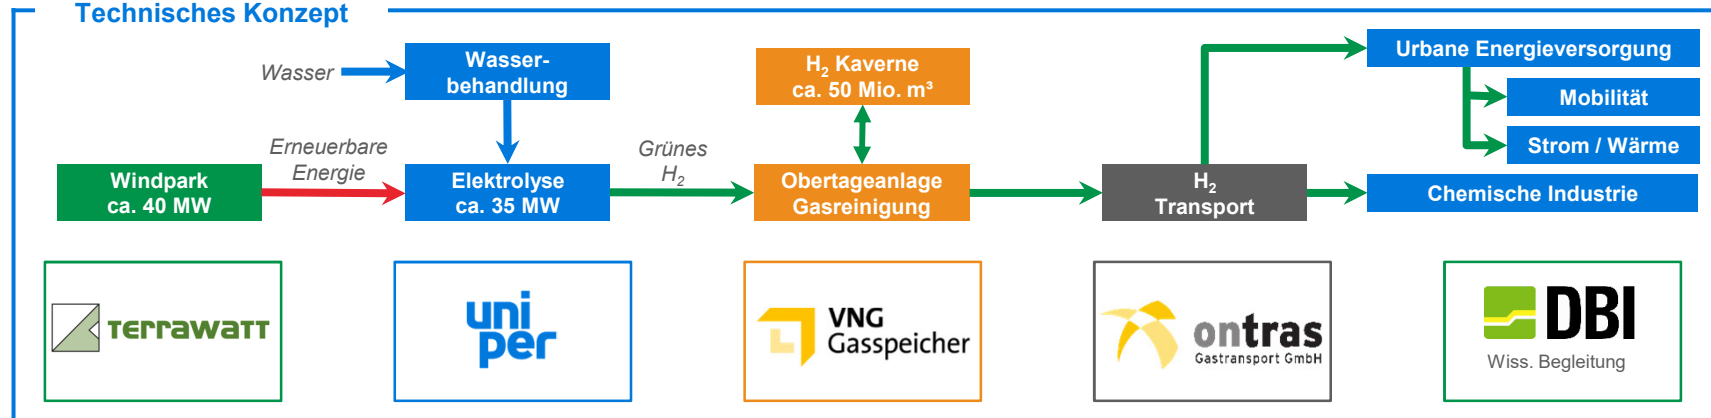 Technisches Konzept
Wasser
Wasser-
behandlung
H2 Kaverne
ca. 50 Mio. m³
Urbane Energieversorgung
Mobilität
Strom / Wärme
Erneuerbare
Energie
Grünes
H2
Windpark
ca. 40 MW
Elektrolyse
ca. 35 MW
Obertageanlage
Gasreinigung
H2
Transport
Chemische Industrie
TERRAWATT
uni
per
VNG
Gasspeicher
ontras
Gastransport GmbH
DBI
Wiss. Begleitung